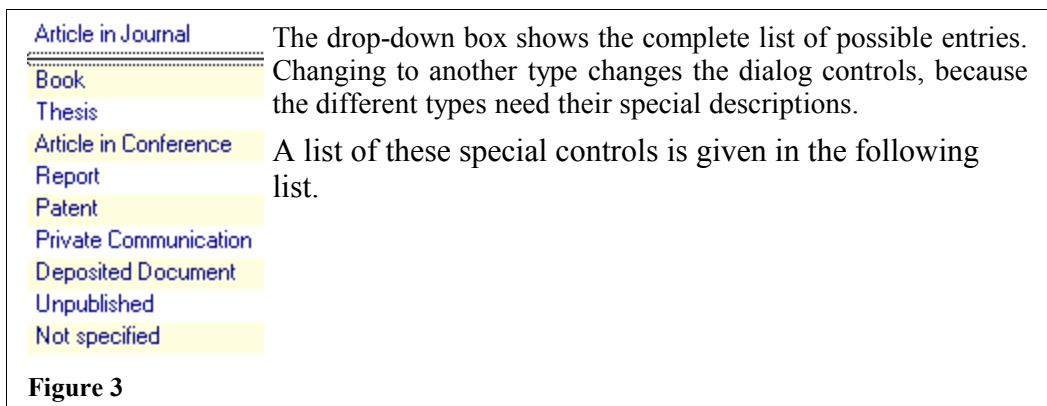 Article in Journal
Book
Thesis
Article in Conference
Report
Patent
Private Communication
Deposited Document
Unpublished
Not specified
Figure 3
The drop-down box shows the complete list of possible entries.
Changing to another type changes the dialog controls, because
the different types need their special descriptions.
A list of these special controls is given in the following
list.